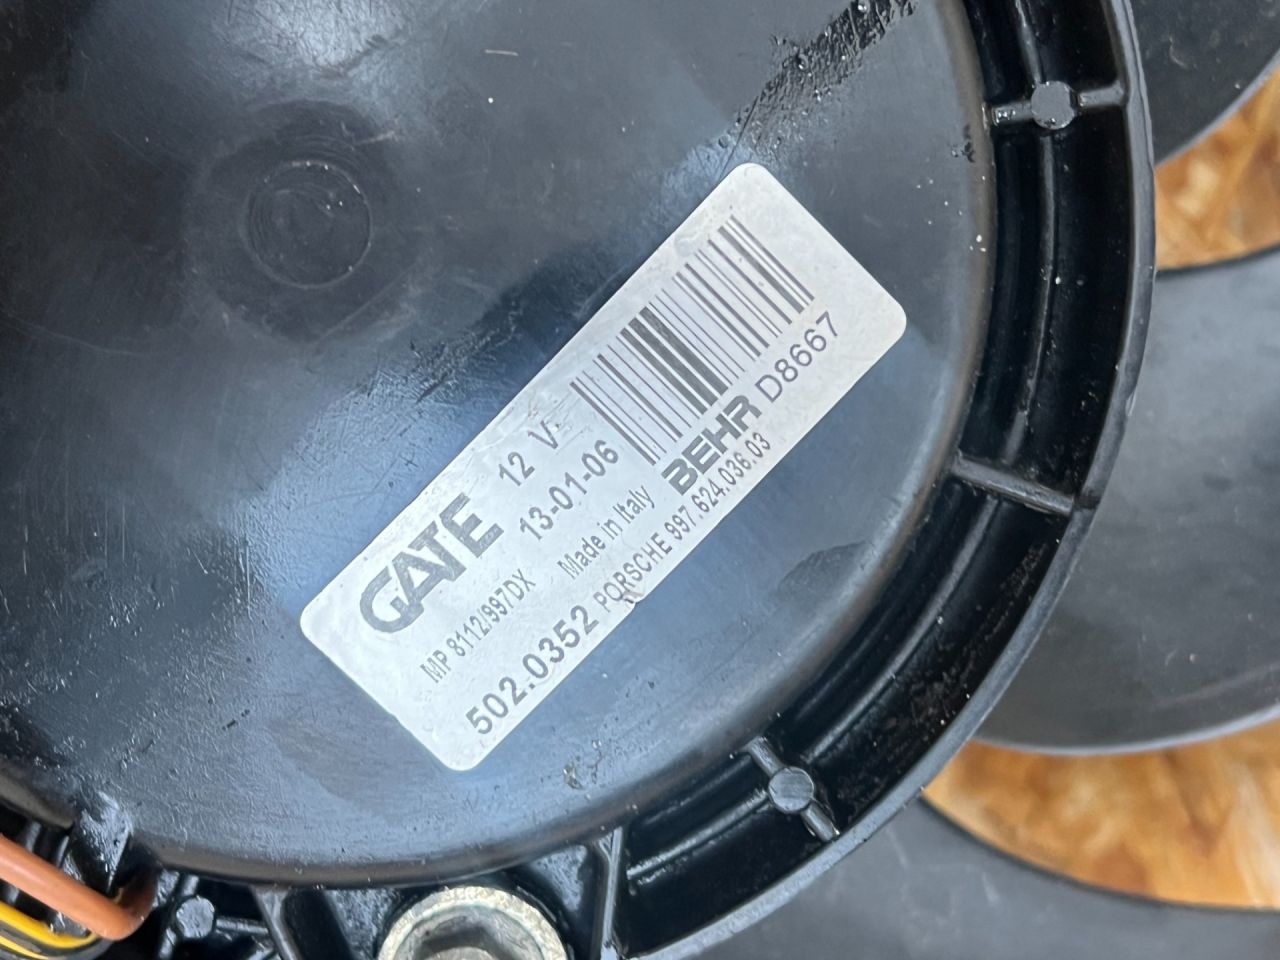 GATE 12 V
13-01-06
MP 8112/997DX Made in Italy BEHR D8667
502.0352 PORSCHE 997.624.036.03